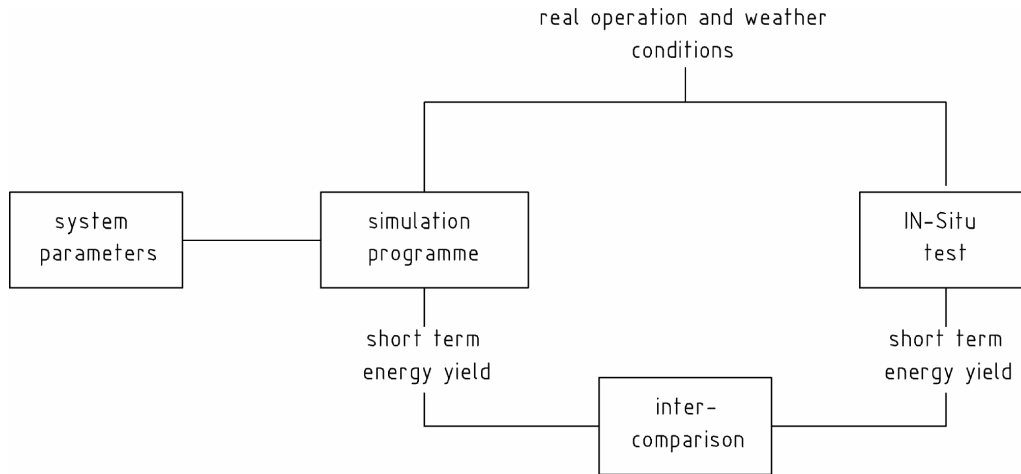 real operation and weather
conditions
system
parameters
simulation
programme
IN-Situ
test
short term
energy yield
short term
energy yield
inter-
comparison